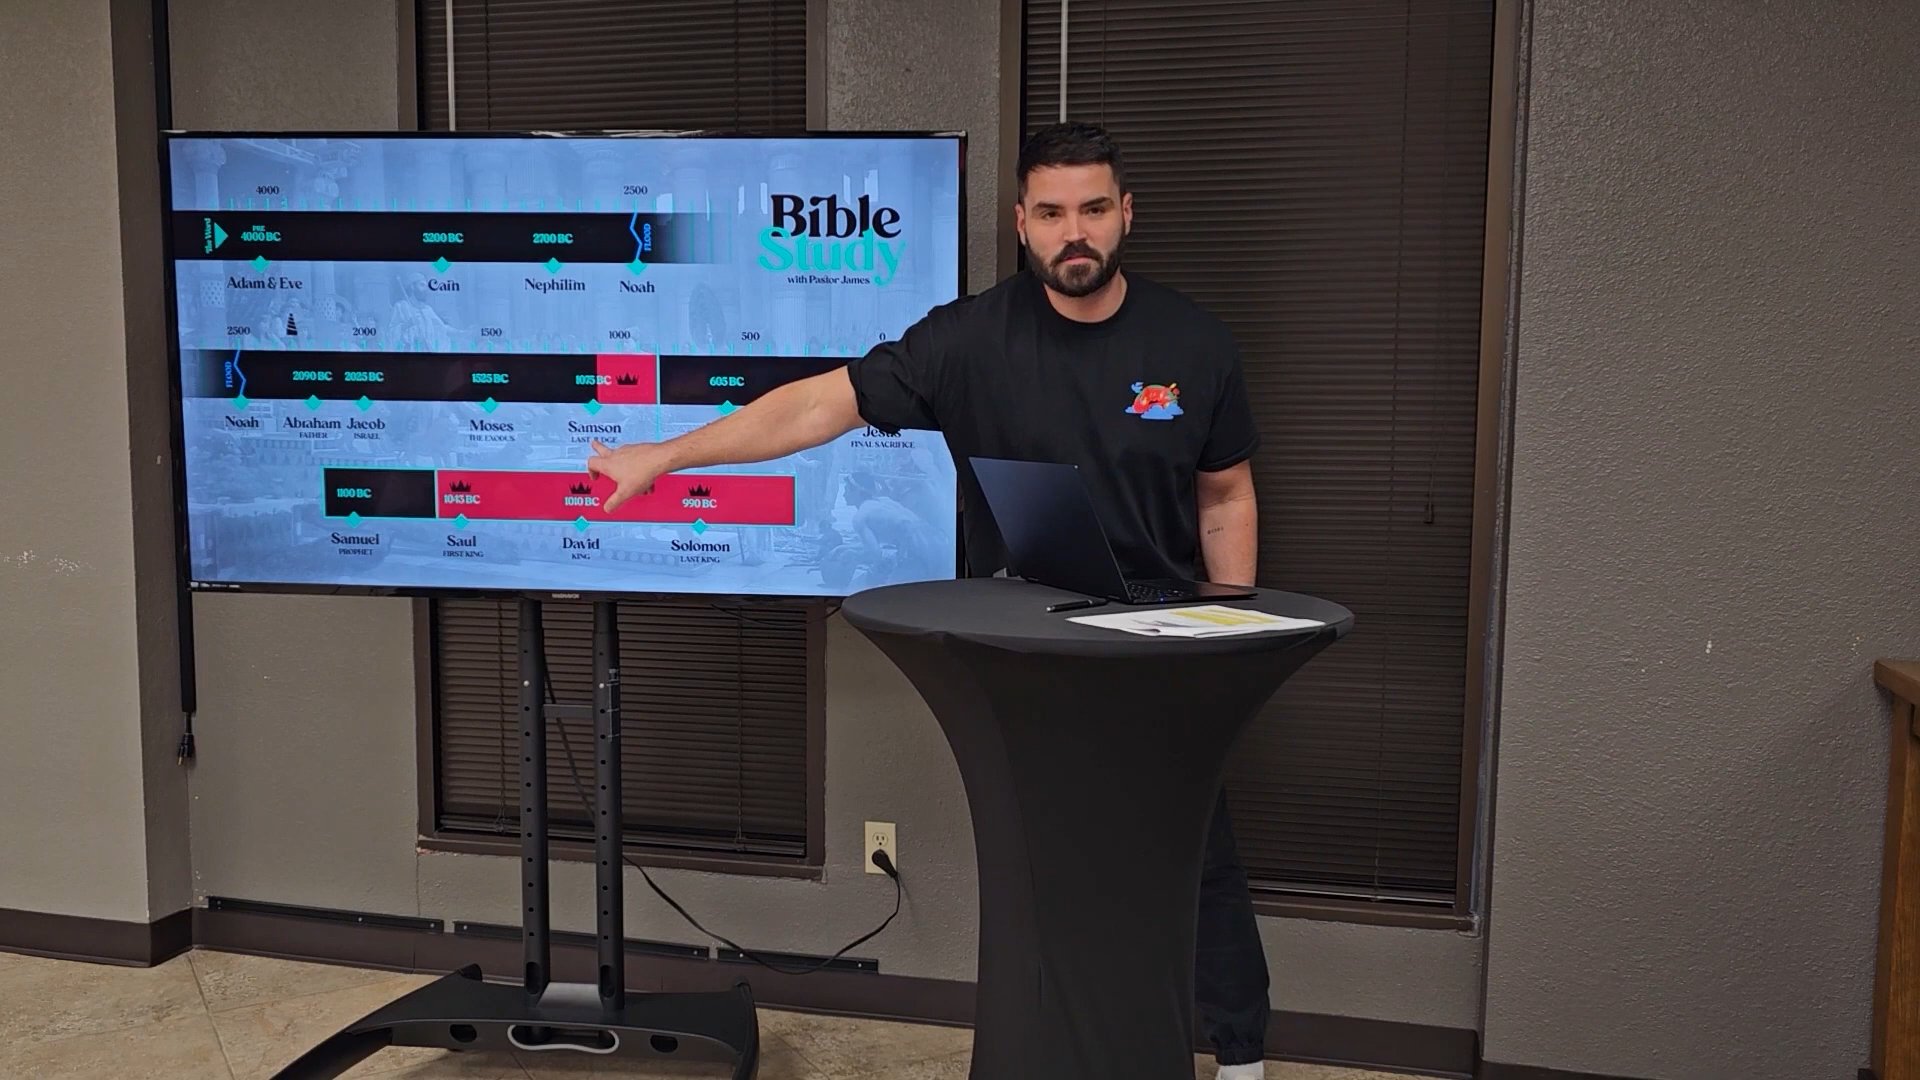 Bible
Study
with Pastor James
4000
2500
The Word
PRE
4000 BC
3200 BC
2700 BC
FLOOD
Adam & Eve
Cain
Nephilim
Noah
2500
2000
1500
1000
500
0
FLOOD
2090 BC
2025 BC
1525 BC
1075 BC
605 BC
Noah
Abraham
FATHER
Jacob
ISRAEL
Moses
THE EXODUS
Samson
LAST JUDGE
Jesus
FINAL SACRIFICE
1100 BC
1043 BC
1010 BC
990 BC
Samuel
PROPHET
Saul
FIRST KING
David
KING
Solomon
LAST KING
MAGNAVOX